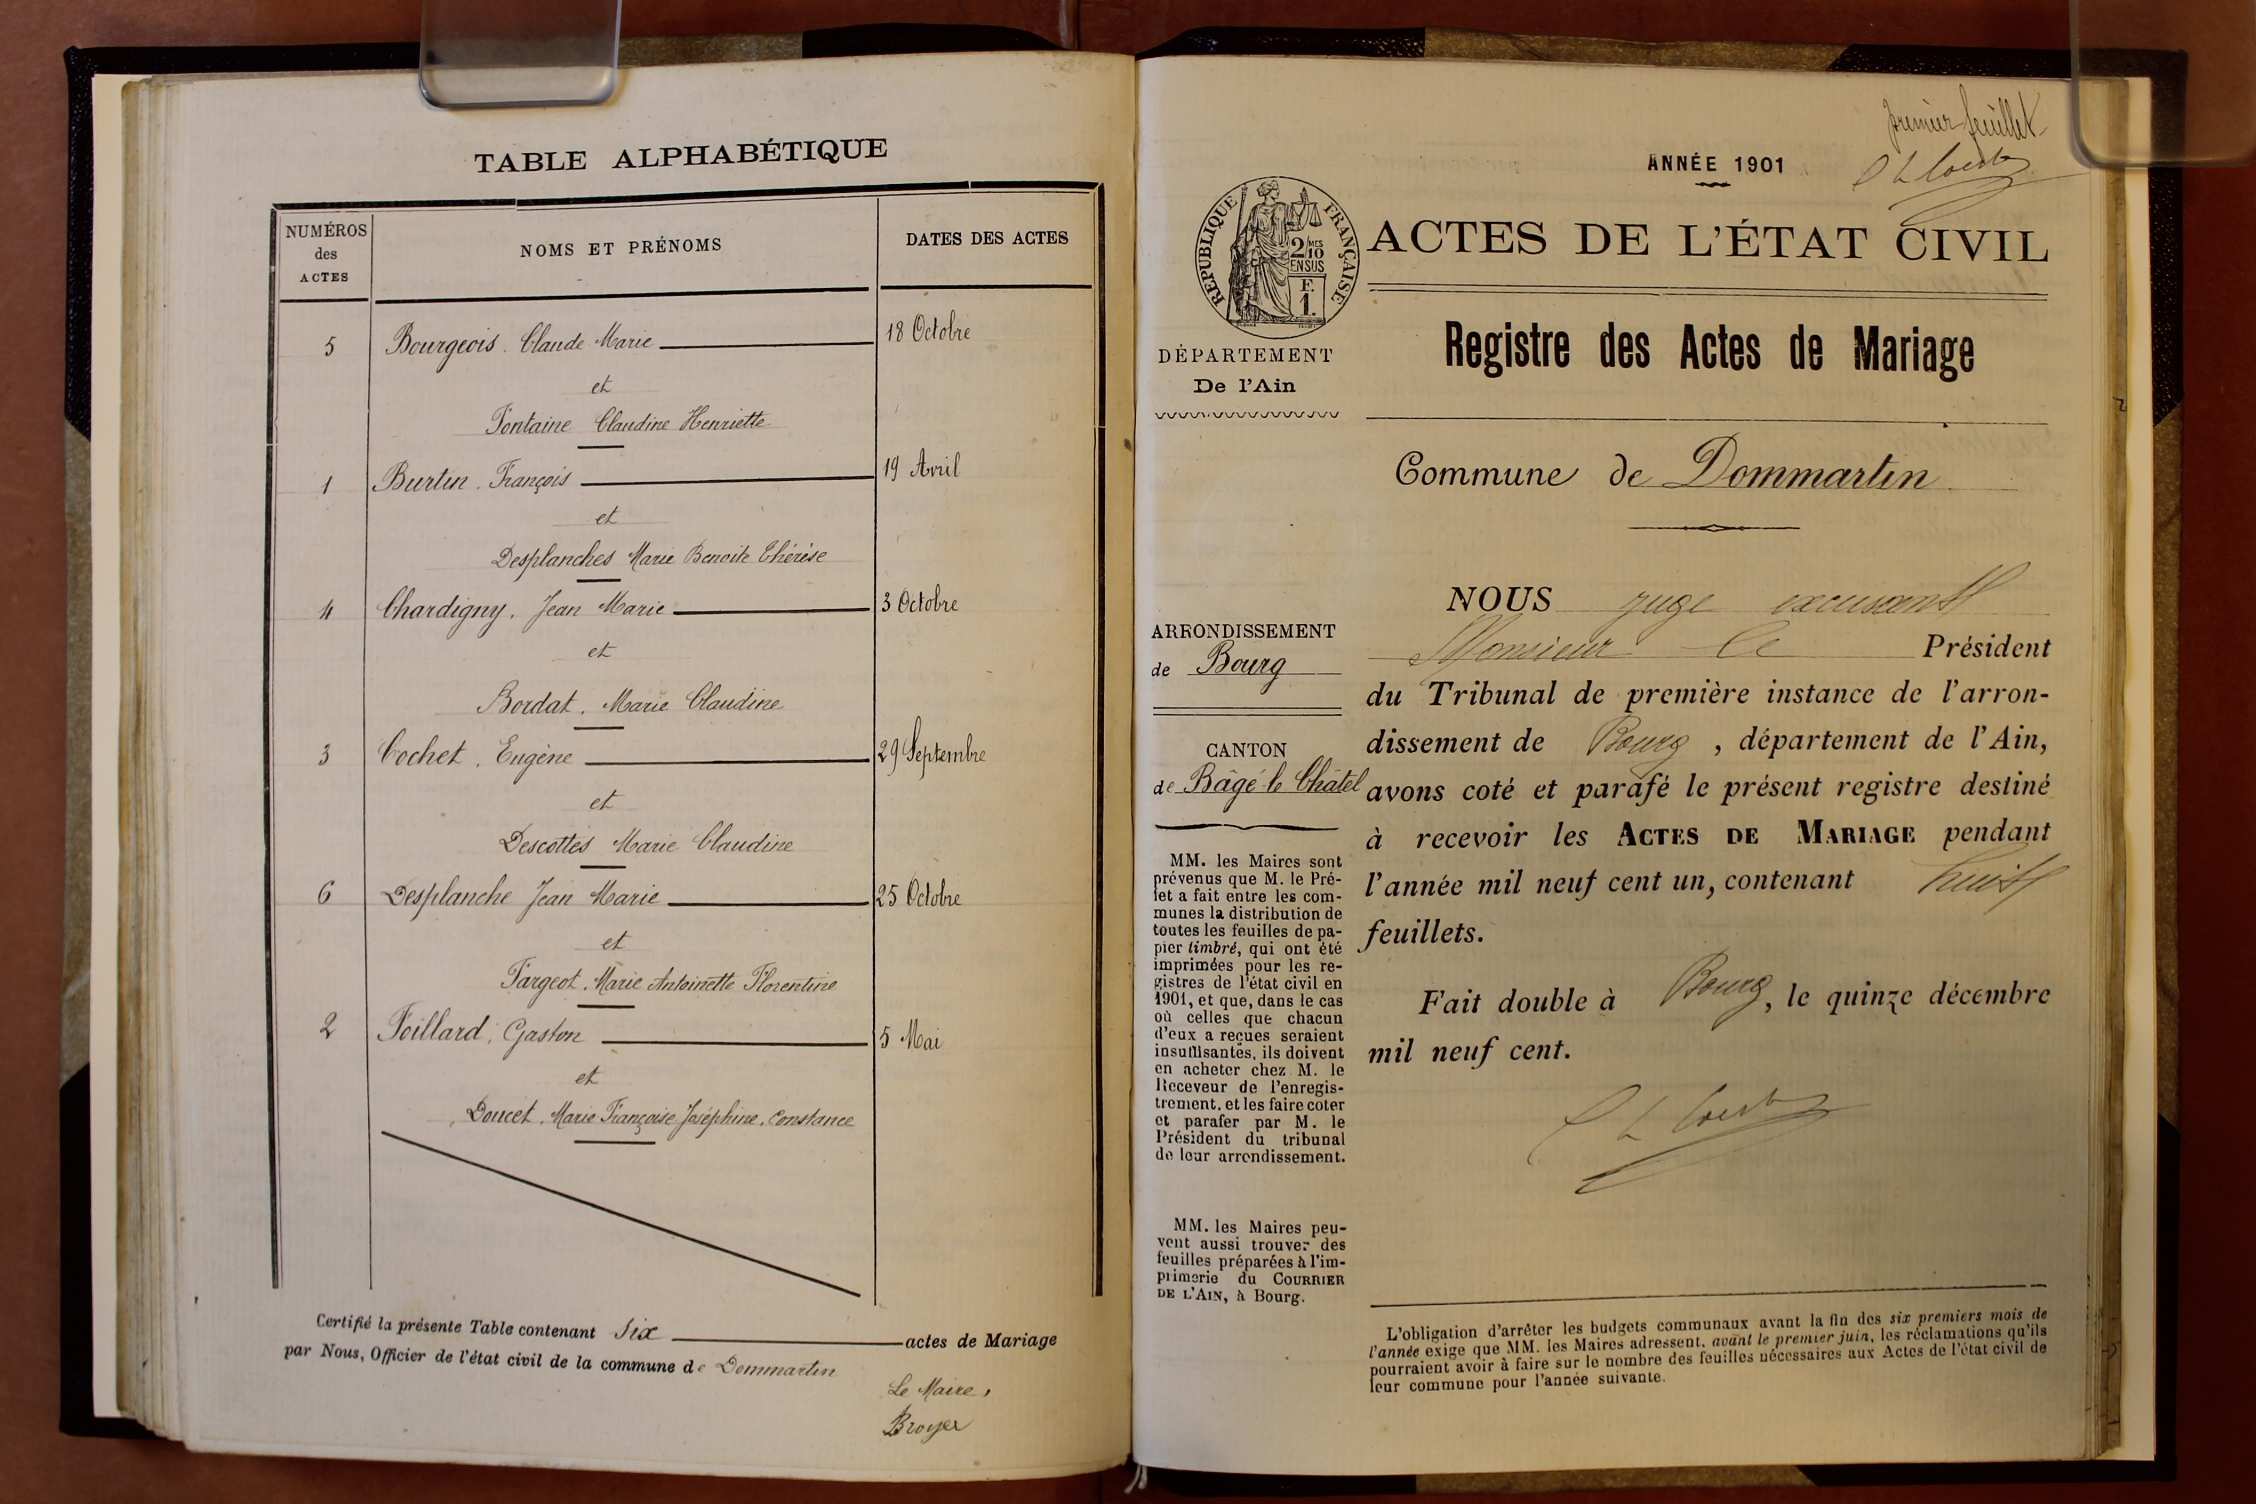 TABLE ALPHABÉTIQUE
NUMÉROS des ACTES
NOMS ET PRÉNOMS
DATES DES ACTES
5 Bourgeois. Claude Marie 18 Octobre
et
Fontaine Claudine Henriette
1 Burtin. François 19 Avril
et
Desplanches Marie Benoite Thérèse
4 Chardigny. Jean Marie 3 Octobre
et
Bordat. Marie Claudine
3 Cochet. Eugène 29 Septembre
et
Descottes Marie Claudine
6 Desplanche Jean Marie 25 Octobre
et
Fargeot. Marie Antoinette Florentine
2 Foillard. Gaston 5 Mai
et
Doucet. Marie Françoise Joséphine. Constance
Certifié la présente Table contenant Six actes de Mariage
par Nous, Officier de l'état civil de la commune de Dommartin
Le Maire,
Broyer
premier feuillet
ANNÉE 1901
RÉPUBLIQUE FRANÇAISE
2/10 MES
EN SUS
F.
1.
ACTES DE L'ÉTAT CIVIL
DÉPARTEMENT
De l'Ain
Registre des Actes de Mariage
Commune de Dommartin
ARRONDISSEMENT
de Bourg
CANTON
de Bâgé-le-Châtel
MM. les Maires sont
prévenus que M. le Pré-
fet a fait entre les com-
munes la distribution de
toutes les feuilles de pa-
pier timbré, qui ont été
imprimées pour les re-
gistres de l'état civil en
1901, et que, dans le cas
où celles que chacun
d'eux a reçues seraient
insuffisantes, ils doivent
en acheter chez M. le
Receveur de l'enregis-
trement, et les faire coter
et parafer par M. le
Président du tribunal
de leur arrondissement.
MM. les Maires peu-
vent aussi trouver des
feuilles préparées à l'im-
primerie du COURRIER
DE L'AIN, à Bourg.
NOUS juge excusant
Monsieur le Président
du Tribunal de première instance de l'arron-
dissement de Bourg, département de l'Ain,
avons coté et parafé le présent registre destiné
à recevoir les ACTES DE MARIAGE pendant
l'année mil neuf cent un, contenant huit
feuillets.
Fait double à Bourg, le quinze décembre
mil neuf cent.
L'obligation d'arrêter les budgets communaux avant la fin des six premiers mois de
l'année exige que MM. les Maires adressent, avant le premier juin, les réclamations qu'ils
pourraient avoir à faire sur le nombre des feuilles nécessaires aux Actes de l'état civil de
leur commune pour l'année suivante.